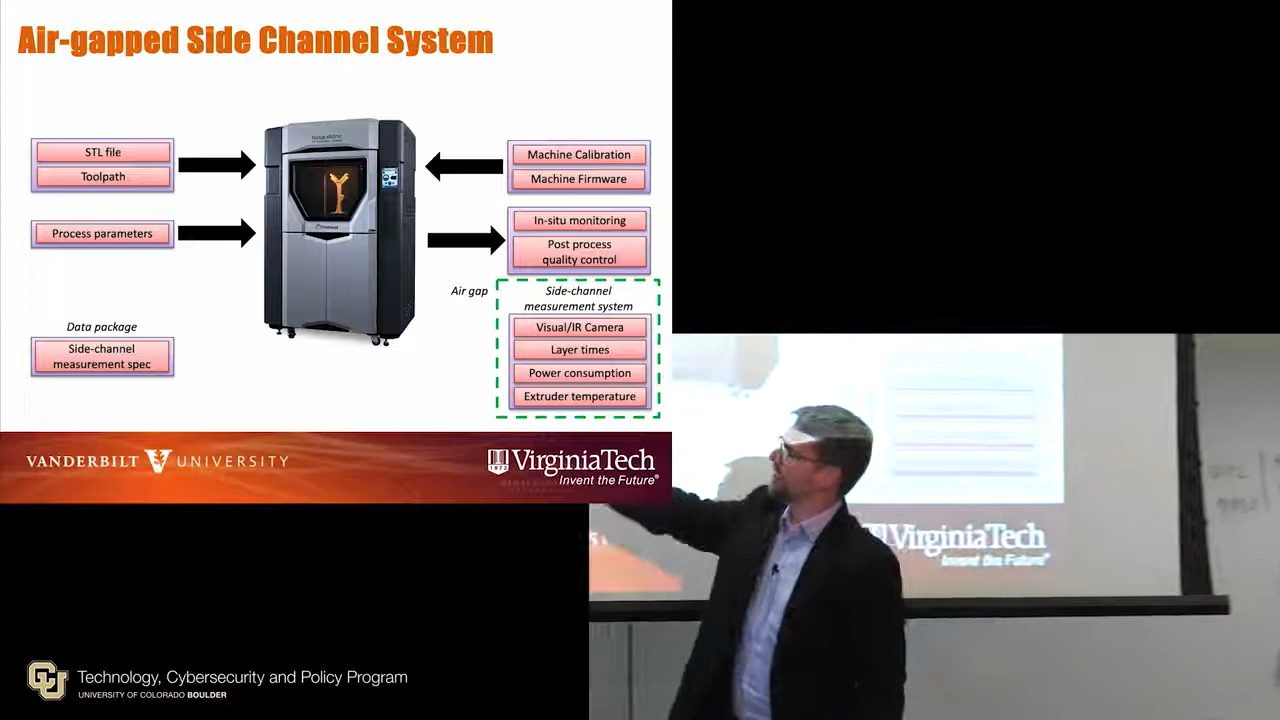 Air-gapped Side Channel System
STL file
Toolpath
Process parameters
Data package
Side-channel
measurement spec
Machine Calibration
Machine Firmware
In-situ monitoring
Post process
quality control
Air gap
Side-channel
measurement system
Visual/IR Camera
Layer times
Power consumption
Extruder temperature
VANDERBILT V UNIVERSITY
1872
VirginiaTech
Invent the Future®
VirginiaTech
Invent the Future®
CU
Technology, Cybersecurity and Policy Program
UNIVERSITY OF COLORADO BOULDER